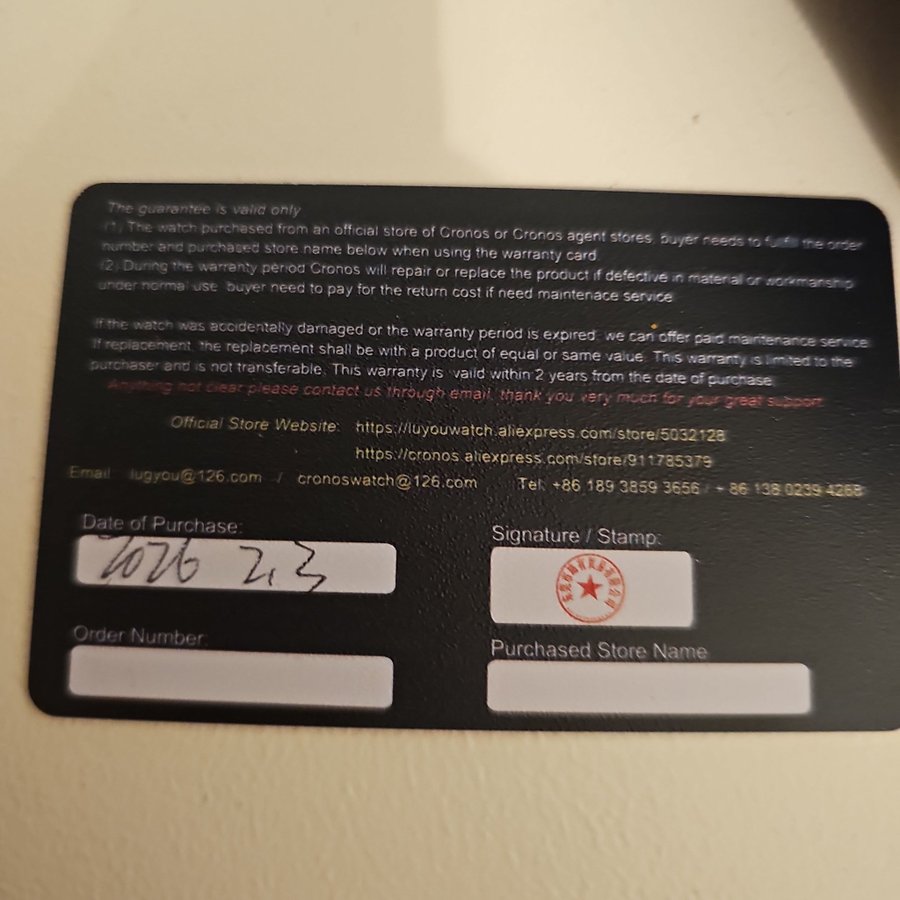 The guarantee is valid only
(1) The watch purchased from an official store of Cronos or Cronos agent stores, buyer needs to fulfill the order
number and purchased store name below when using the warranty card.
(2) During the warranty period Cronos will repair or replace the product if defective in material or workmanship
under normal use, buyer need to pay for the return cost if need maintenace service
If the watch was accidentally damaged or the warranty period is expired, we can offer paid maintenance service.
If replacement, the replacement shall be with a product of equal or same value. This warranty is limited to the
purchaser and is not transferable. This warranty is valid within 2 years from the date of purchase.
Anything not clear please contact us through email, thank you very much for your great support.
Official Store Website: https://luyouwatch.aliexpress.com/store/5032128
https://cronos.aliexpress.com/store/911785379
Email lugyou@126.com / cronoswatch@126.com Tel: +86 189 3859 3656 / + 86 138 0239 4268
Date of Purchase:
2026 2.3
Signature / Stamp:
Order Number
Purchased Store Name